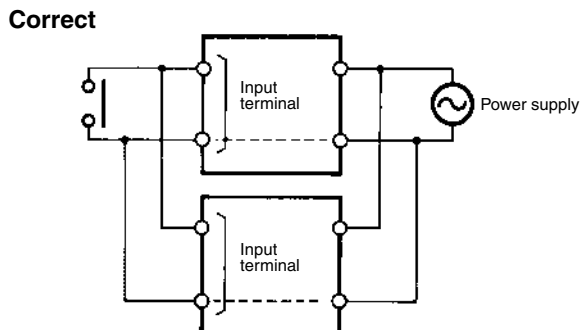 Correct
Input
terminal
Power supply
Input
terminal